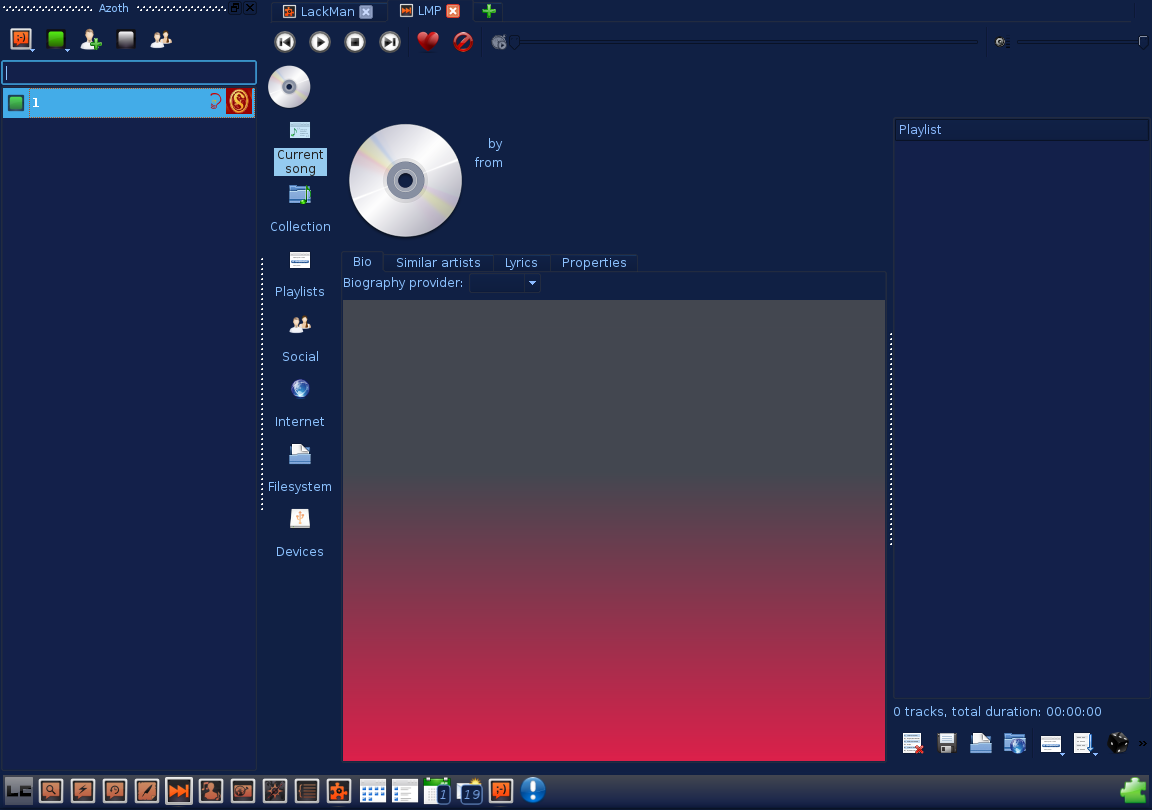 Azoth
LackMan
LMP
1
Current
song
by
from
Playlist
Collection
Bio
Similar artists
Lyrics
Properties
Biography provider:
Playlists
Social
Internet
Filesystem
Devices
0 tracks, total duration: 00:00:00
»
LC
1
19